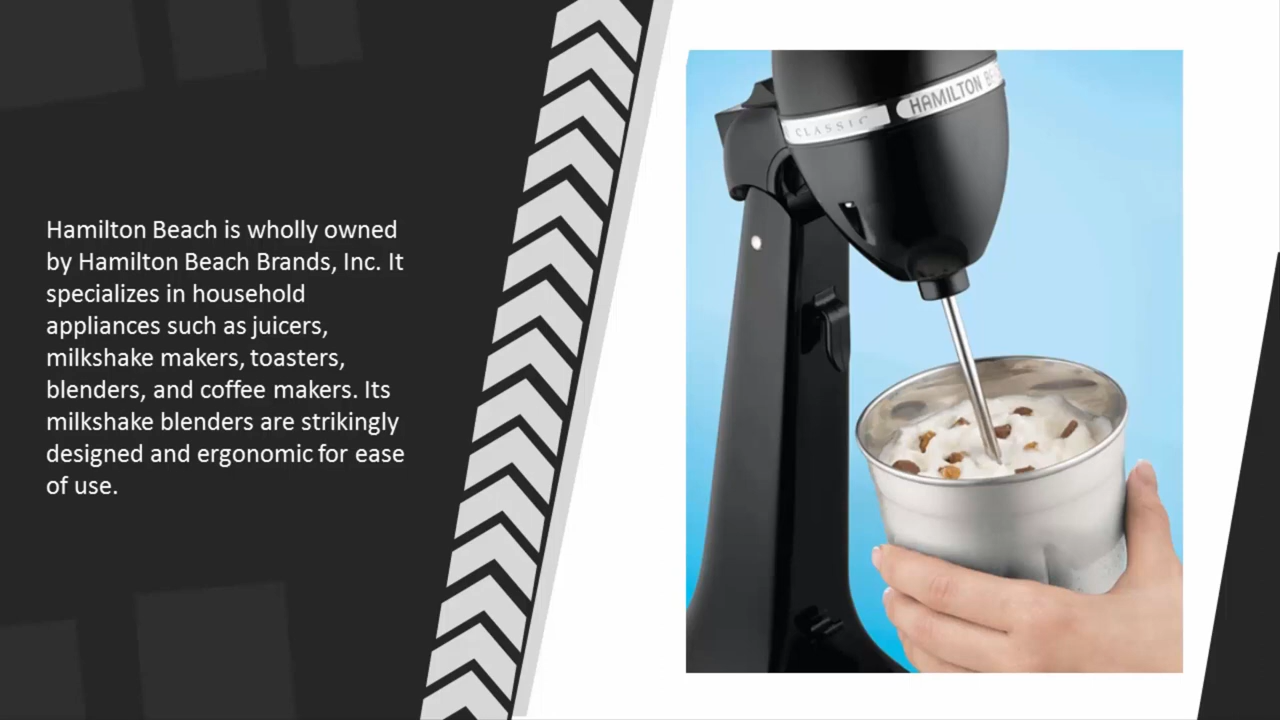 Hamilton Beach is wholly owned
by Hamilton Beach Brands, Inc. It
specializes in household
appliances such as juicers,
milkshake makers, toasters,
blenders, and coffee makers. Its
milkshake blenders are strikingly
designed and ergonomic for ease
of use.
CLASSIC
HAMILTON